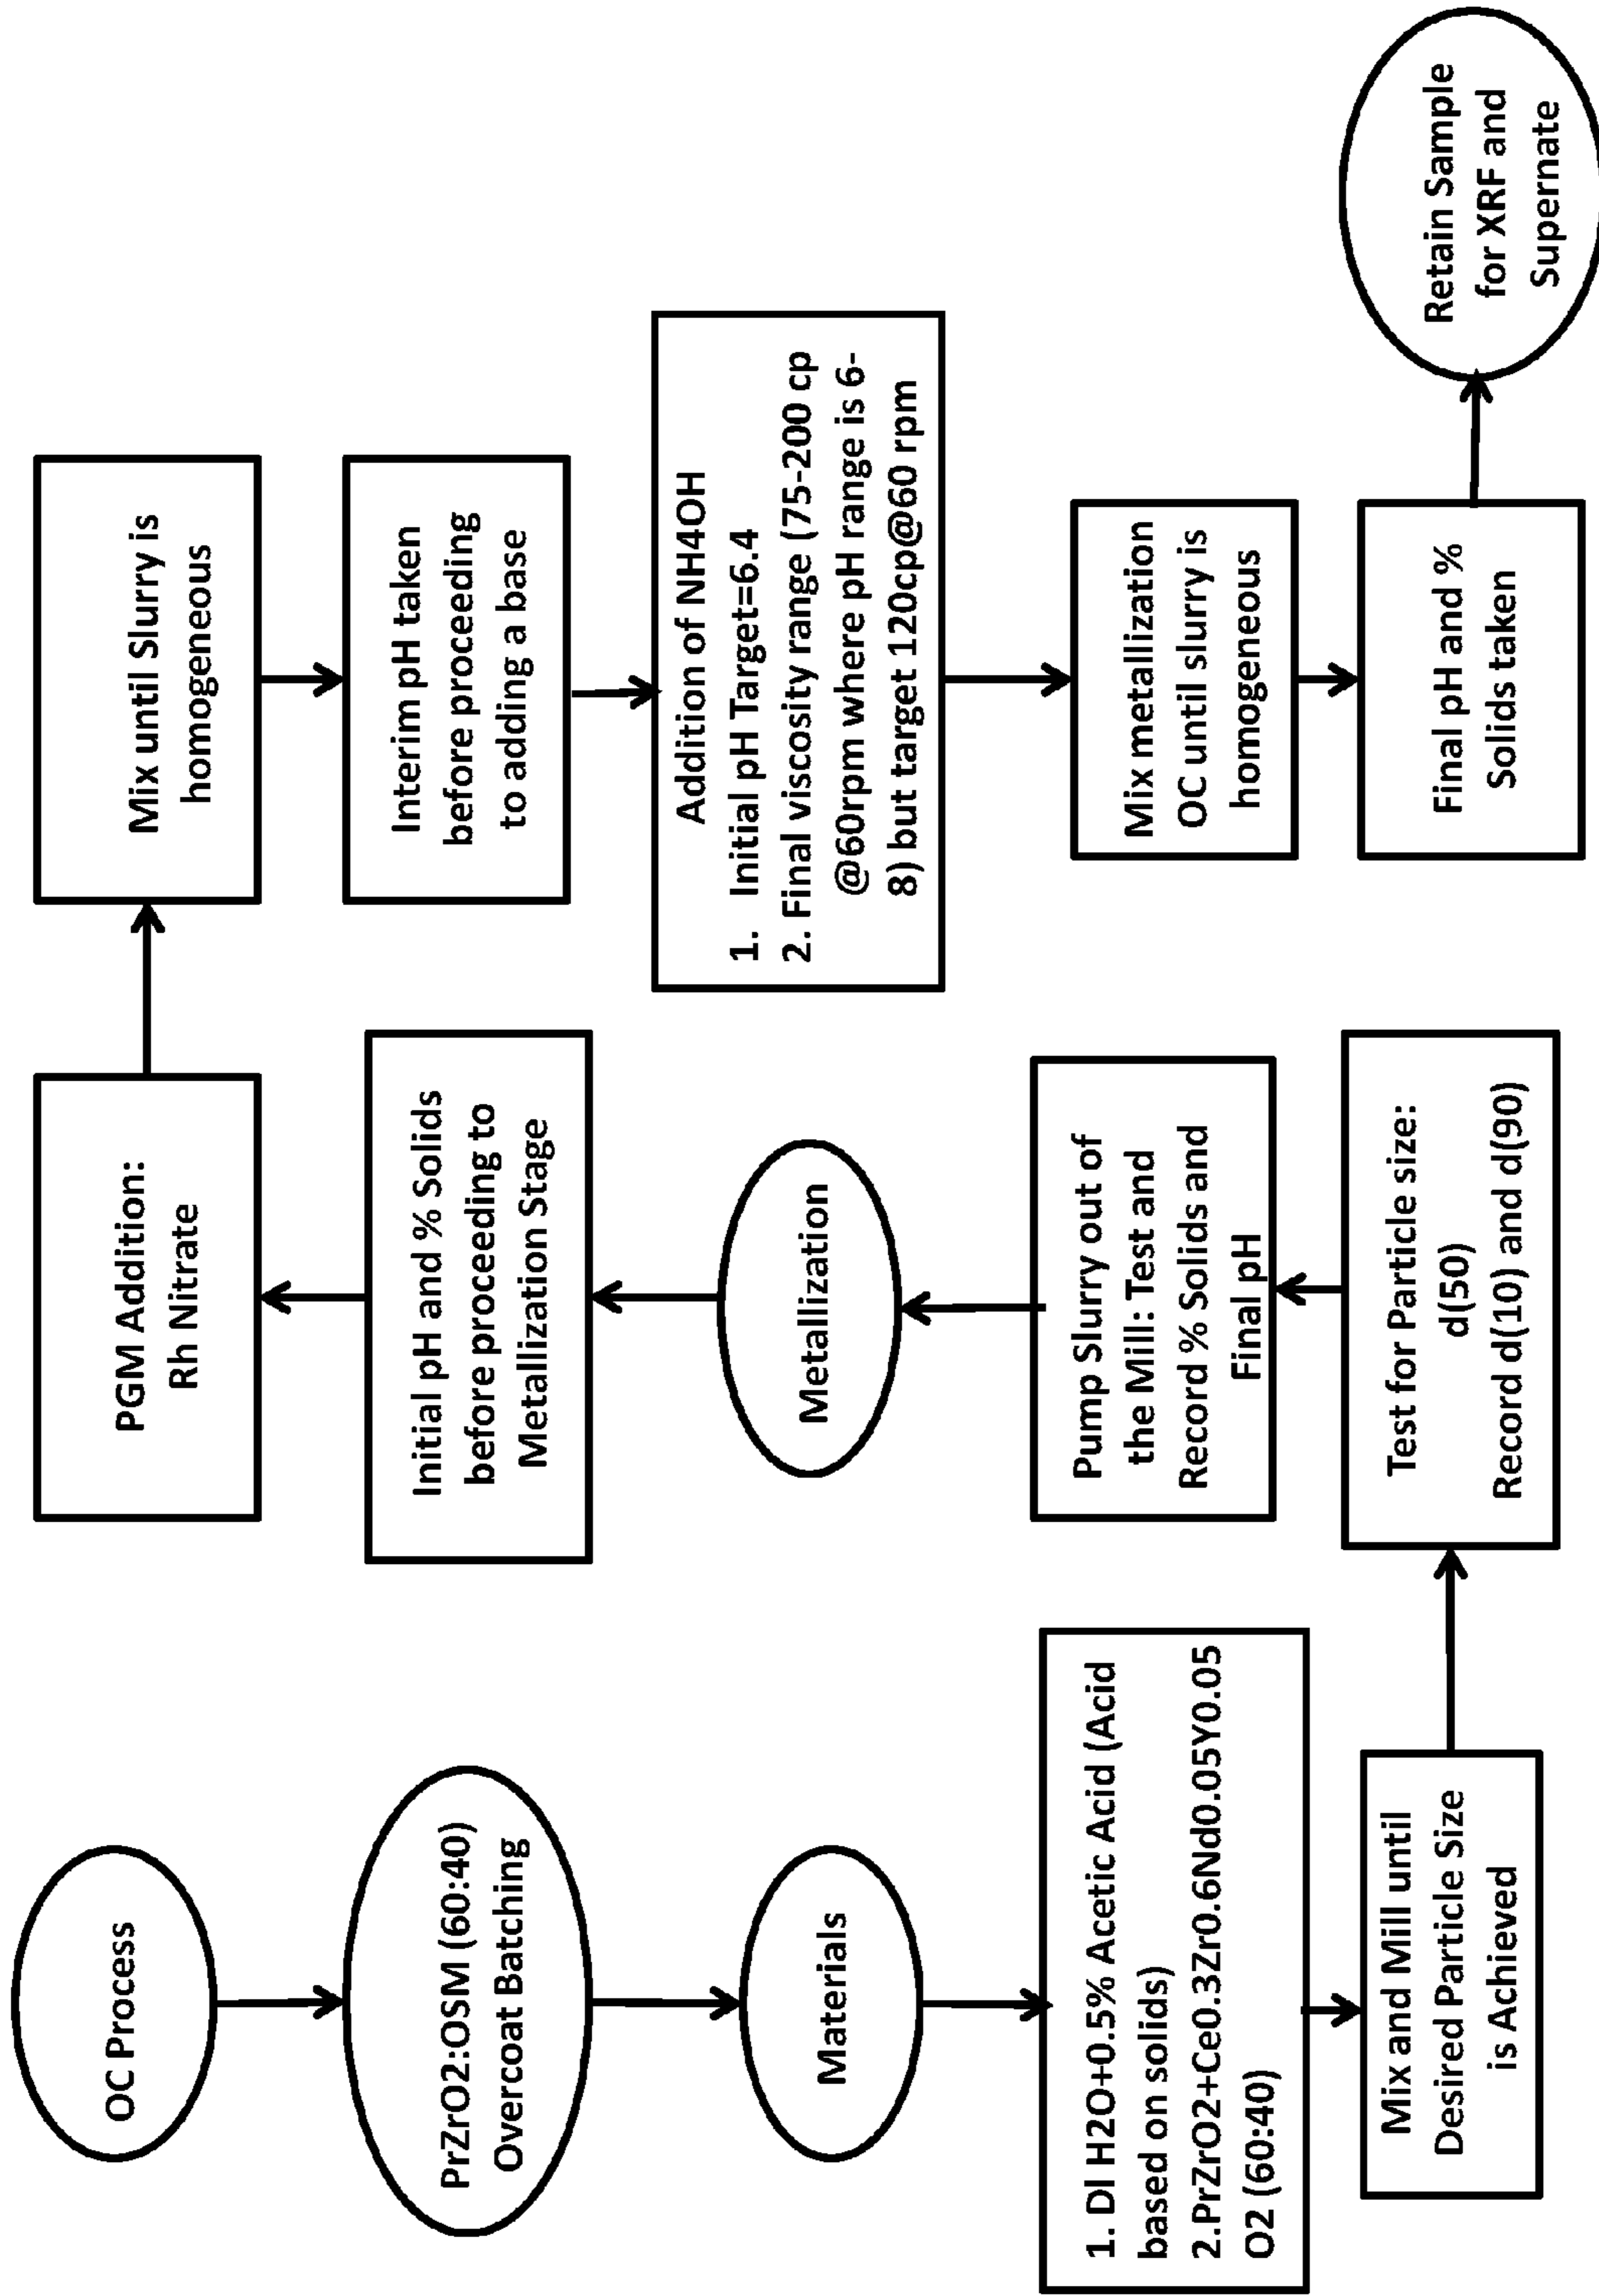 OC Process
PrZrO2:OSM (60:40)
Overcoat Batching
Materials
1. DI H2O+0.5% Acetic Acid (Acid
based on solids)
2.PrZrO2+Ce0.3Zr0.6Nd0.05Y0.05
O2 (60:40)
Mix and Mill until
Desired Particle Size
is Achieved
Test for Particle size:
d(50)
Record d(10) and d(90)
Pump Slurry out of
the Mill: Test and
Record % Solids and
Final pH
Metallization
Initial pH and % Solids
before proceeding to
Metallization Stage
PGM Addition:
Rh Nitrate
Mix until Slurry is
homogeneous
Interim pH taken
before proceeding
to adding a base
Addition of NH4OH
1. Initial pH Target=6.4
2. Final viscosity range (75-200 cp
@60rpm where pH range is 6-
8) but target 120cp@60 rpm
Mix metallization
OC until slurry is
homogeneous
Final pH and %
Solids taken
Retain Sample
for XRF and
Supernate